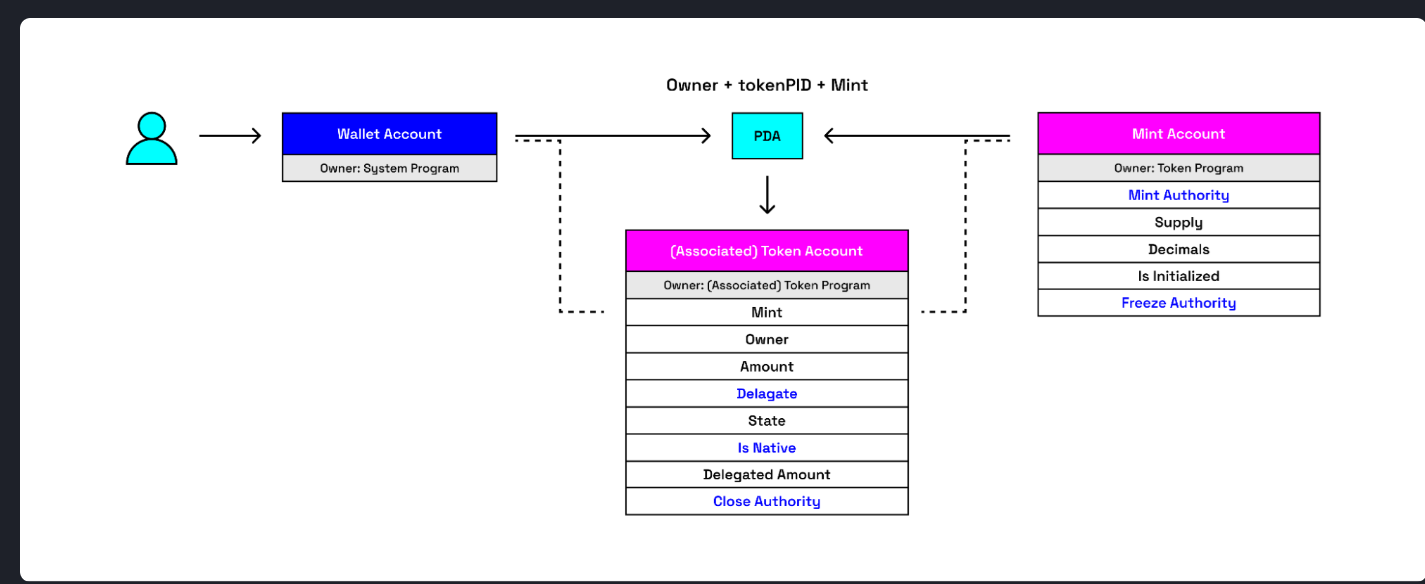 Owner + tokenPID + Mint
Wallet Account
Owner: System Program
PDA
Mint Account
Owner: Token Program
Mint Authority
Supply
Decimals
Is Initialized
Freeze Authority
(Associated) Token Account
Owner: (Associated) Token Program
Mint
Owner
Amount
Delagate
State
Is Native
Delegated Amount
Close Authority